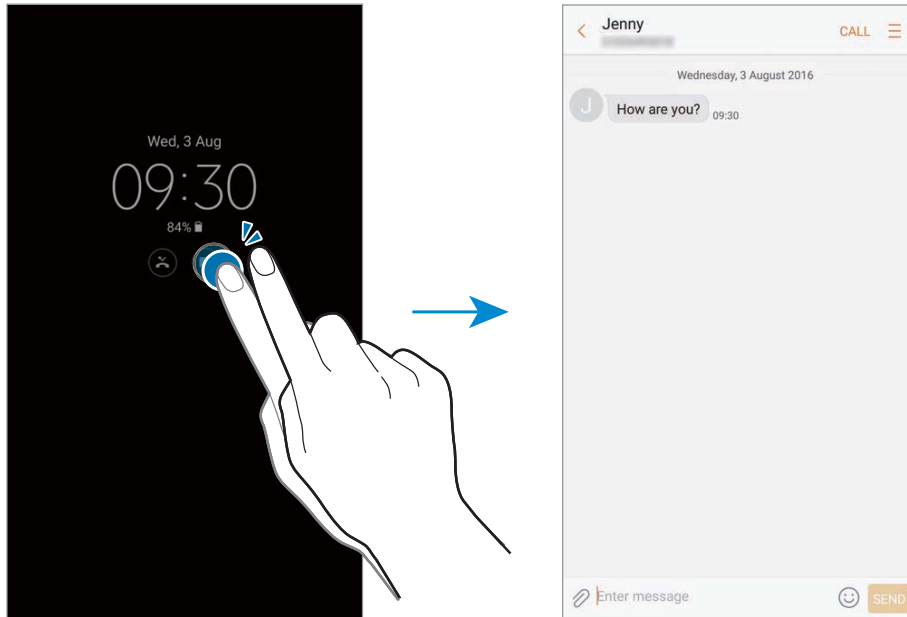 Wed, 3 Aug
09:30
84%
Jenny
CALL
Wednesday, 3 August 2016
J
How are you?
09:30
Enter message
SEND